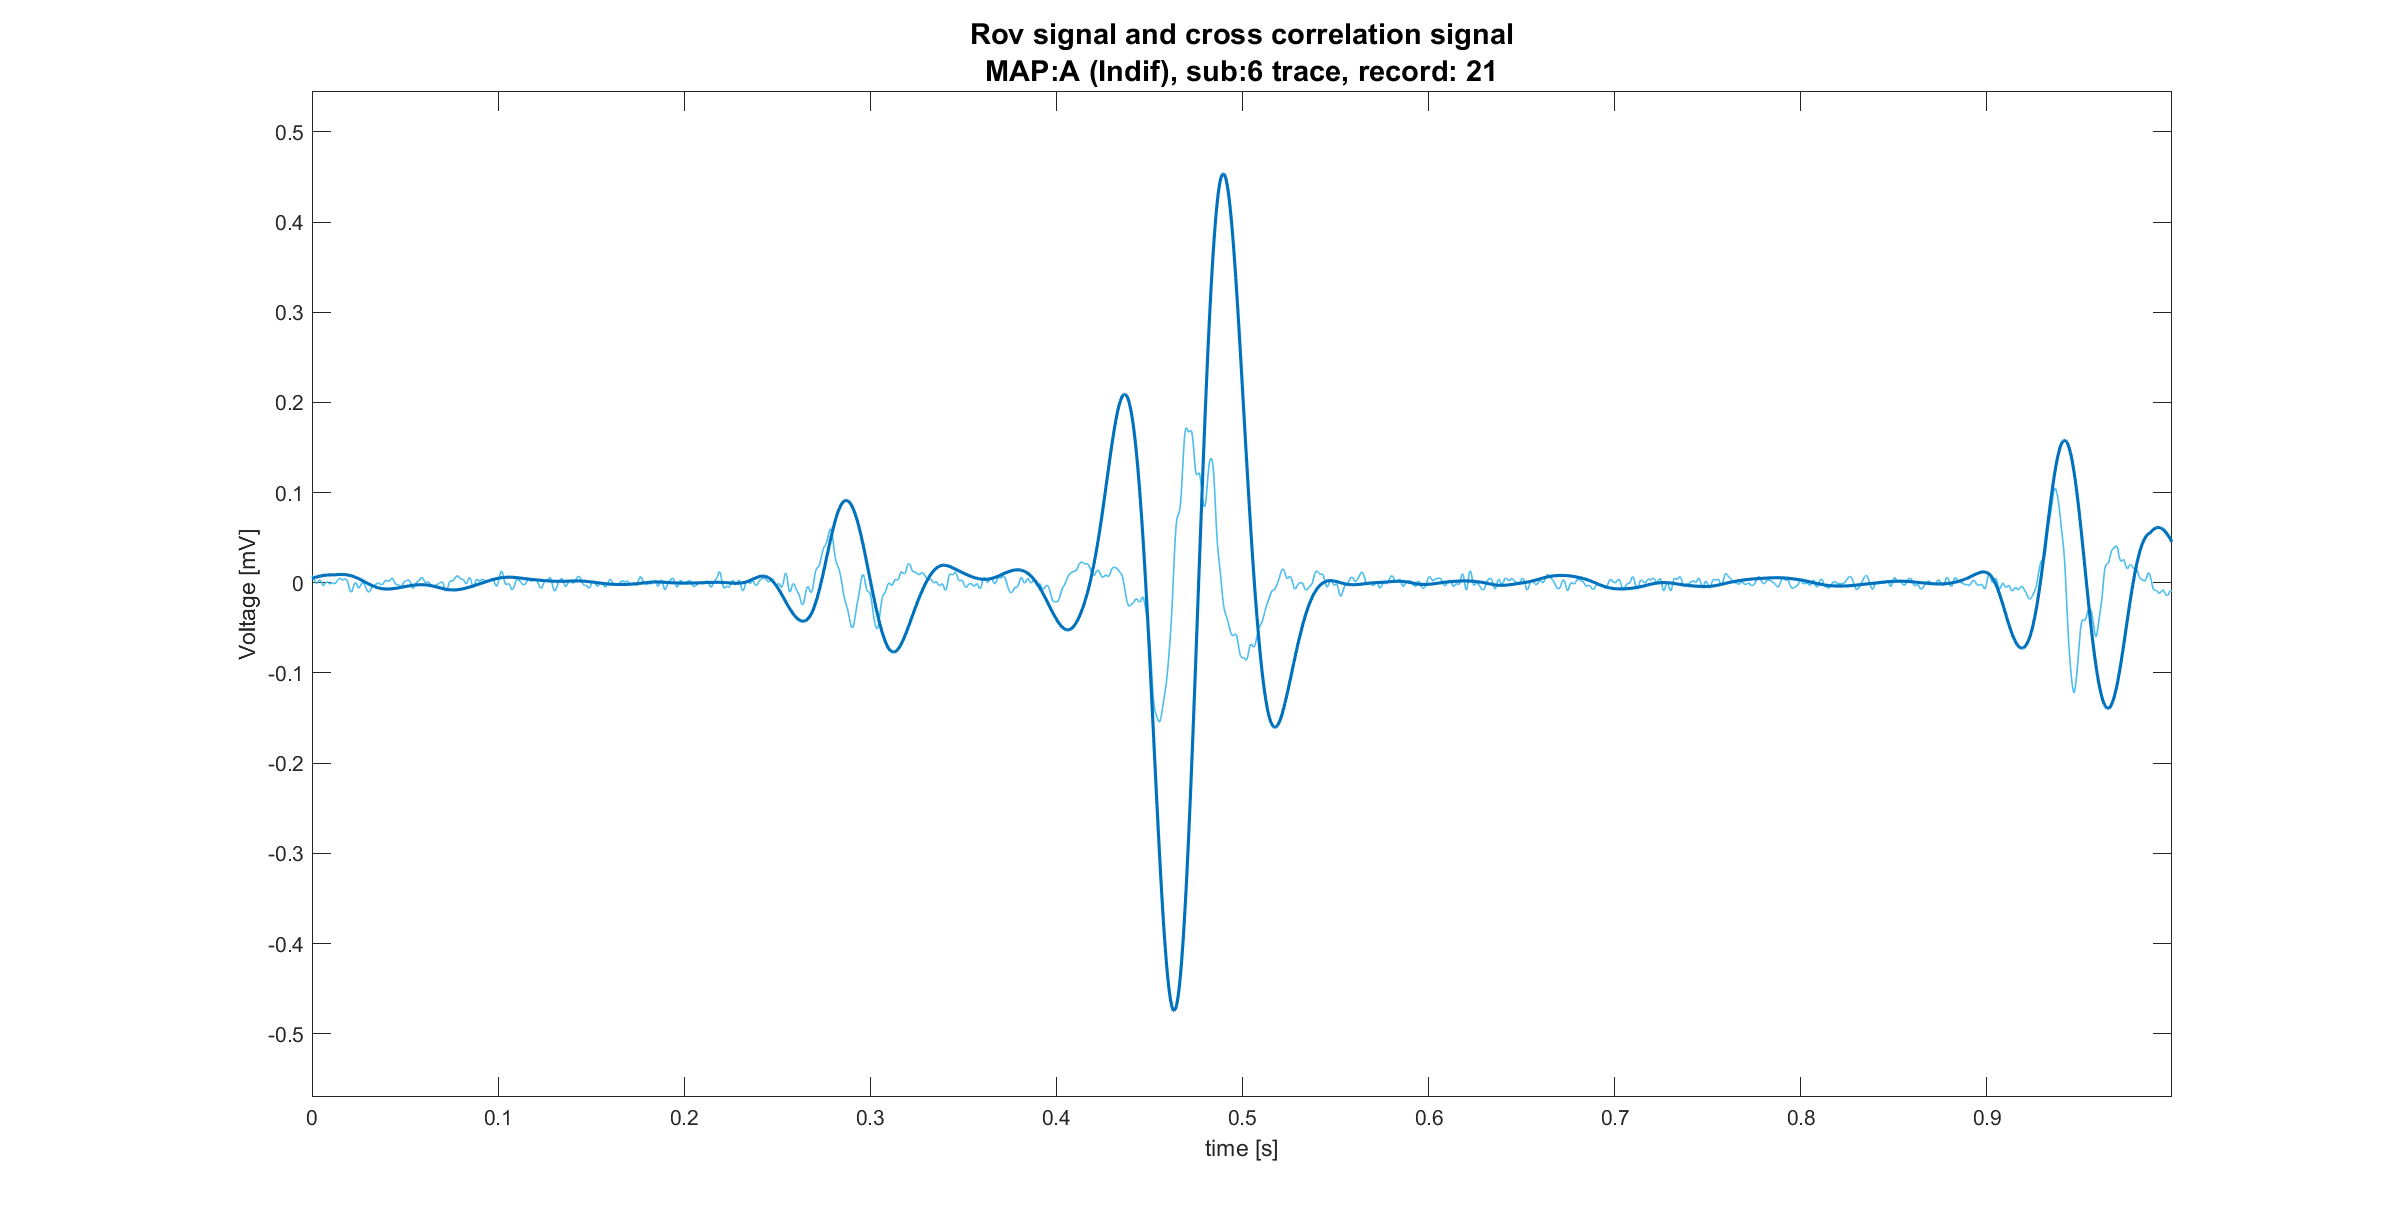 Rov signal and cross correlation signal
MAP:A (Indif), sub:6 trace, record: 21
Voltage [mV]
0.5
0.4
0.3
0.2
0.1
0
-0.1
-0.2
-0.3
-0.4
-0.5
0 0.1 0.2 0.3 0.4 0.5 0.6 0.7 0.8 0.9
time [s]